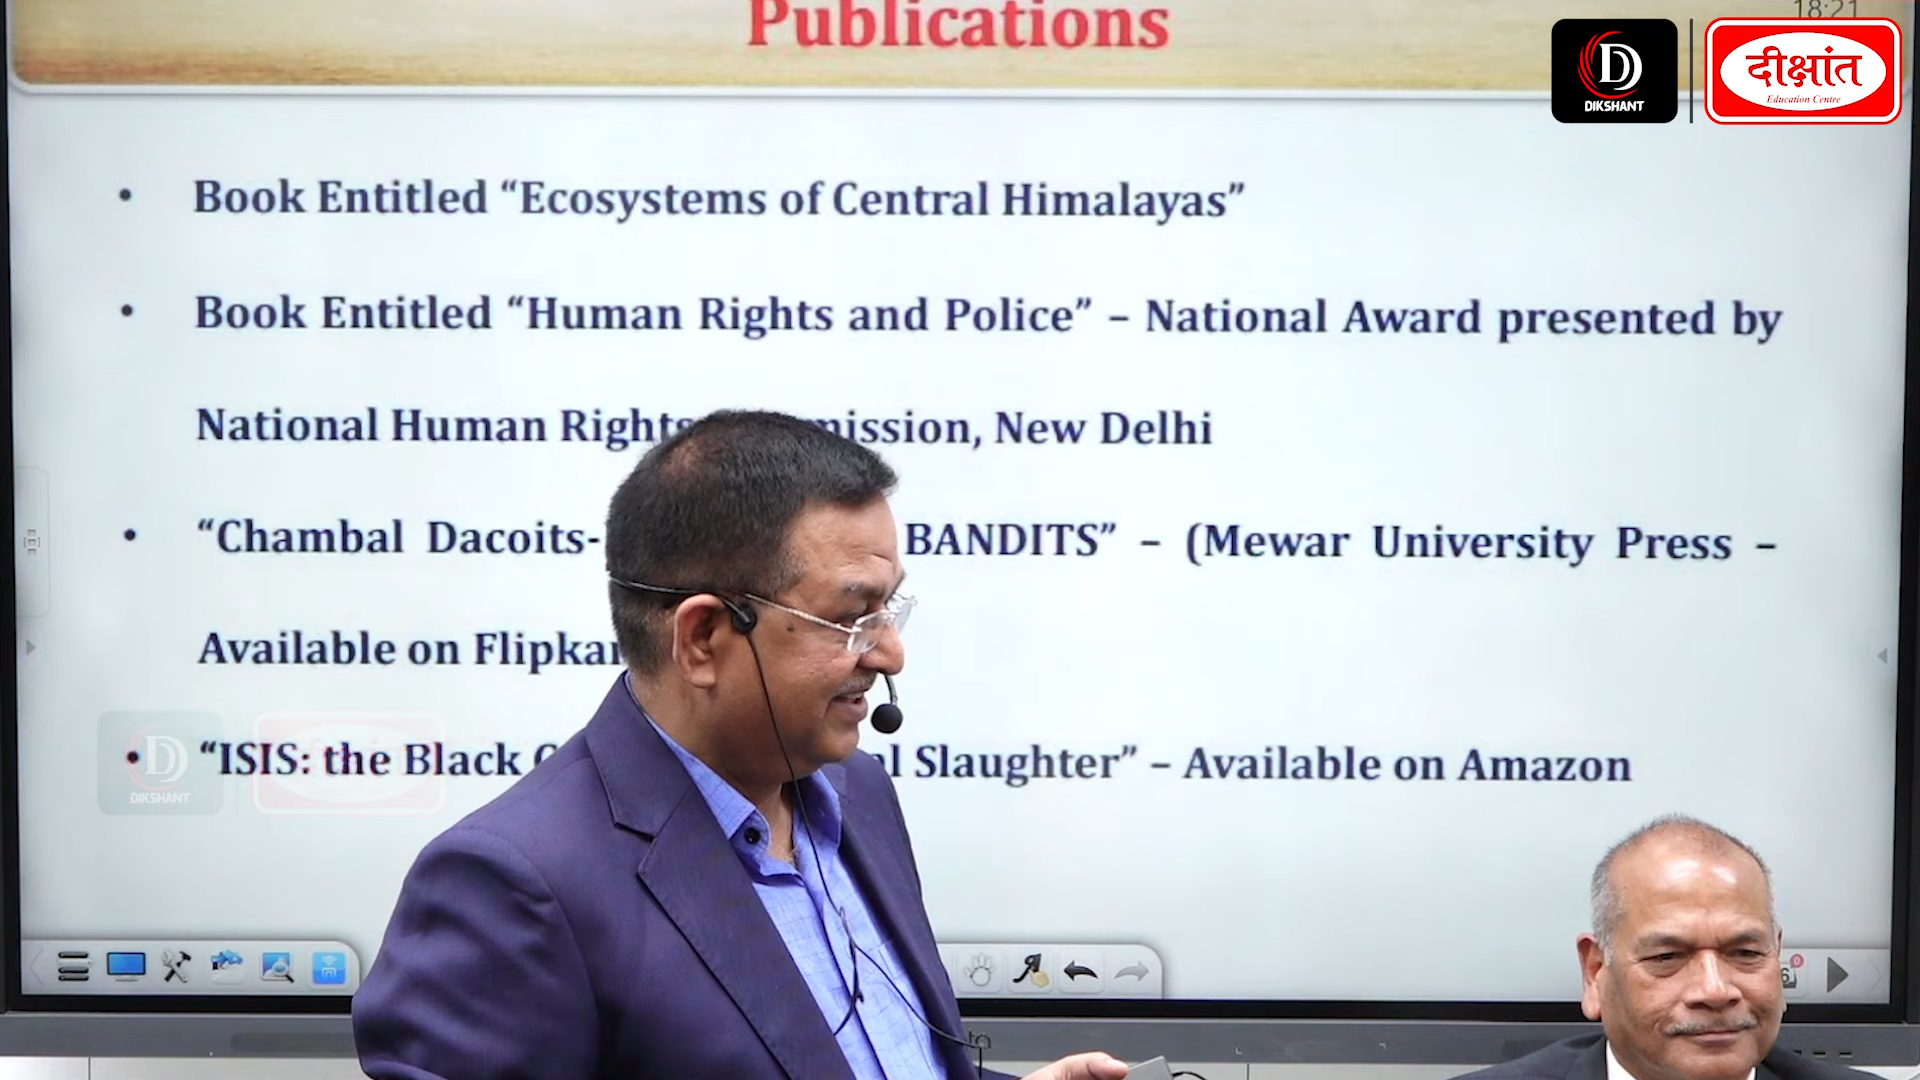 Publications
18:21
DIKSHANT
दीक्षांत
Education Centre
• Book Entitled “Ecosystems of Central Himalayas”
• Book Entitled “Human Rights and Police” – National Award presented by
National Human Rights mission, New Delhi
• “Chambal Dacoits- BANDITS” – (Mewar University Press –
Available on Flipkar
• “ISIS: the Black Slaughter” – Available on Amazon
DIKSHANT